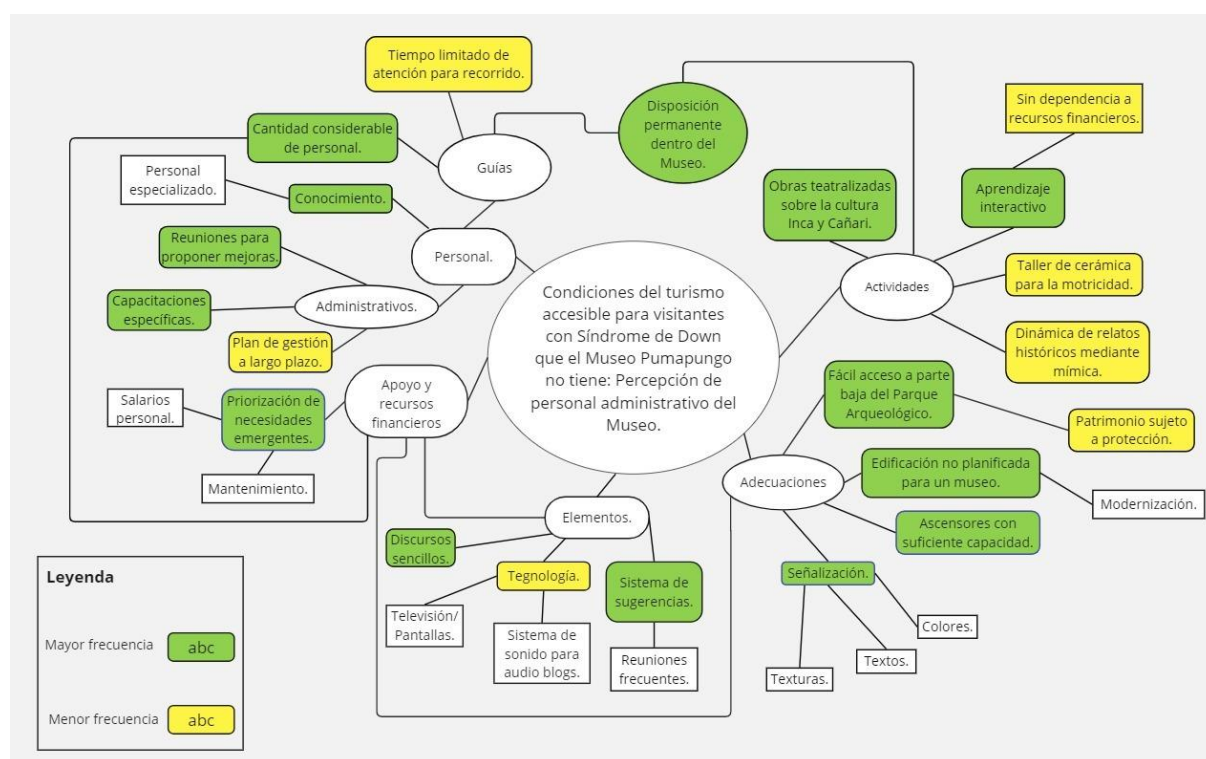 Tiempo limitado de
atención para recorrido.
Cantidad considerable
de personal.
Guías
Disposición
permanente
dentro del
Museo.
Sin dependencia a
recursos financieros.
Personal
especializado.
Conocimiento.
Obras teatralizadas
sobre la cultura
Inca y Cañari.
Aprendizaje
interactivo
Reuniones para
proponer mejoras.
Personal.
Actividades
Taller de cerámica
para la motricidad.
Capacitaciones
específicas.
Administrativos.
Plan de gestión
a largo plazo.
Dinámica de relatos
históricos mediante
mímica.
Condiciones del turismo
accesible para visitantes
con Síndrome de Down
que el Museo Pumapungo
no tiene: Percepción de
personal administrativo del
Museo.
Salarios
personal.
Priorización de
necesidades
emergentes.
Apoyo y
recursos
financieros
Mantenimiento.
Fácil acceso a parte
baja del Parque
Arqueológico.
Patrimonio sujeto
a protección.
Adecuaciones
Edificación no planificada
para un museo.
Modernización.
Ascensores con
suficiente capacidad.
Elementos.
Discursos
sencillos.
Tegnología.
Sistema de
sugerencias.
Señalización.
Televisión/
Pantallas.
Sistema de
sonido para
audio blogs.
Reuniones
frecuentes.
Colores.
Textos.
Texturas.
Leyenda
Mayor frecuencia
abc
Menor frecuencia
abc